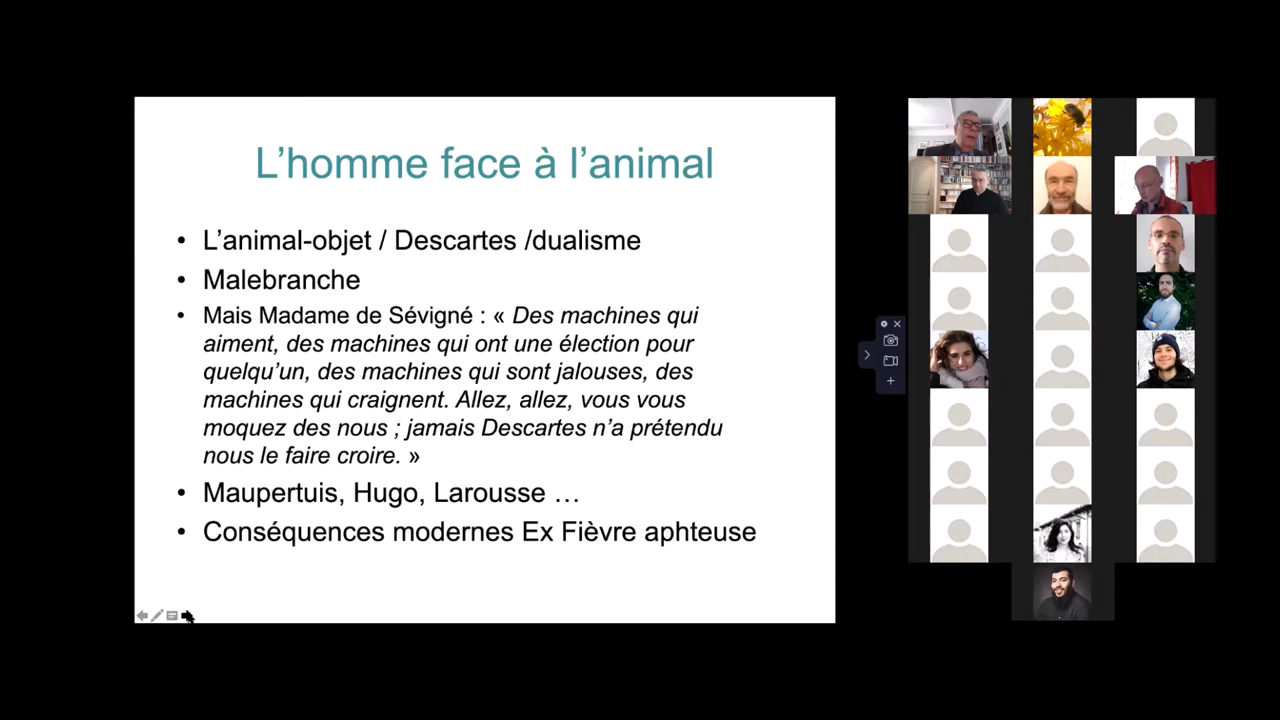 L’homme face à l’animal
• L’animal-objet / Descartes /dualisme
• Malebranche
• Mais Madame de Sévigné : « Des machines qui
aiment, des machines qui ont une élection pour
quelqu’un, des machines qui sont jalouses, des
machines qui craignent. Allez, allez, vous vous
moquez des nous ; jamais Descartes n’a prétendu
nous le faire croire. »
• Maupertuis, Hugo, Larousse …
• Conséquences modernes Ex Fièvre aphteuse